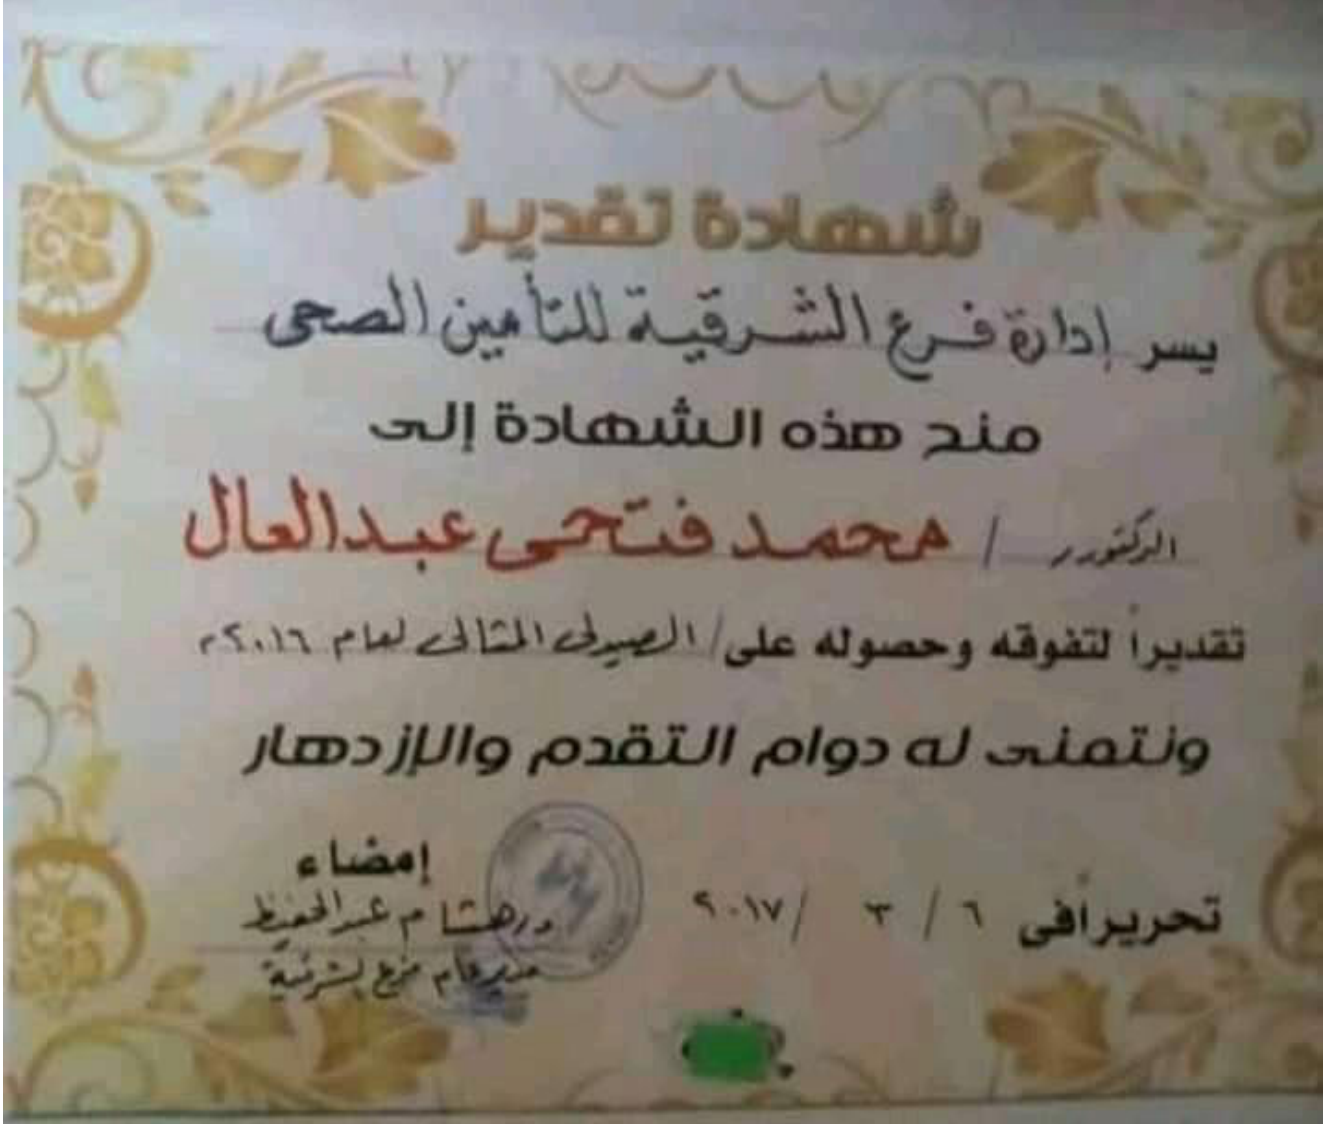 شهادة تقدير
يسر إدارة فرع الشرقية للتأمين الصحى
منح هذه الشهادة إلى
الدكتور / محمد فتحى عبدالعال
تقديراً لتفوقه وحصوله على / الصيدلى المثالى لعام ٢٠١٦م
ونتمنى له دوام التقدم والإزدهار
تحريراً فى ٦ / ٣ / ٢٠١٧
إمضاء
د/ هشام عبدالحفيظ
مدير عام فرع الشرقية